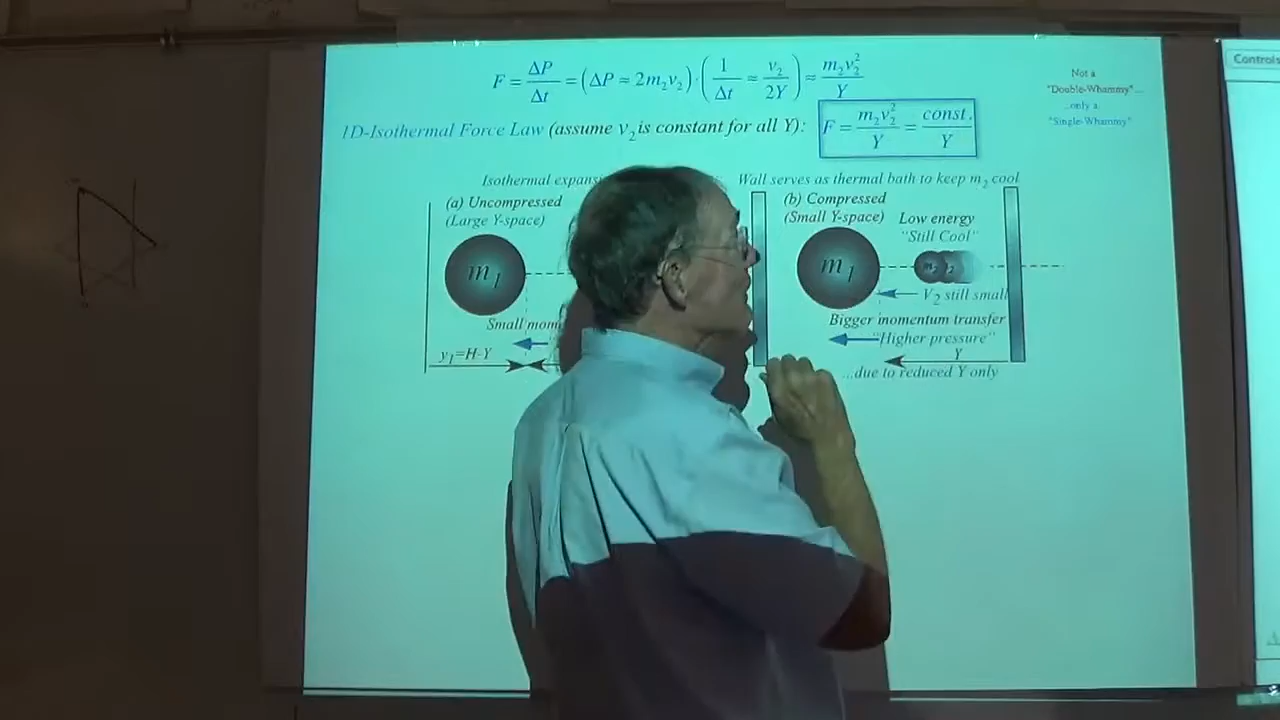 F = ΔP/Δt = (ΔP ≈ 2m₂v₂)·(1/Δt ≈ v₂/2Y) ≈ m₂v₂²/Y
Not a
"Double-Whammy"...
...only a
"Single-Whammy"
1D-Isothermal Force Law (assume v₂ is constant for all Y): F = m₂v₂²/Y = const./Y
Isothermal
Wall serves as thermal bath to keep m₂ cool
(a) Uncompressed
(Large Y-space)
m₁
Small
y₁=H-Y
(b) Compressed
(Small Y-space)
Low energy
"Still Cool"
m₁
m₂
V₂ still small
Bigger momentum transfer
"Higher pressure"
Y
...due to reduced Y only
Controls